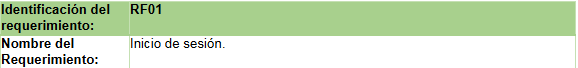 Identificación del RF01
requerimiento:
Nombre del Inicio de sesión.
Requerimiento: